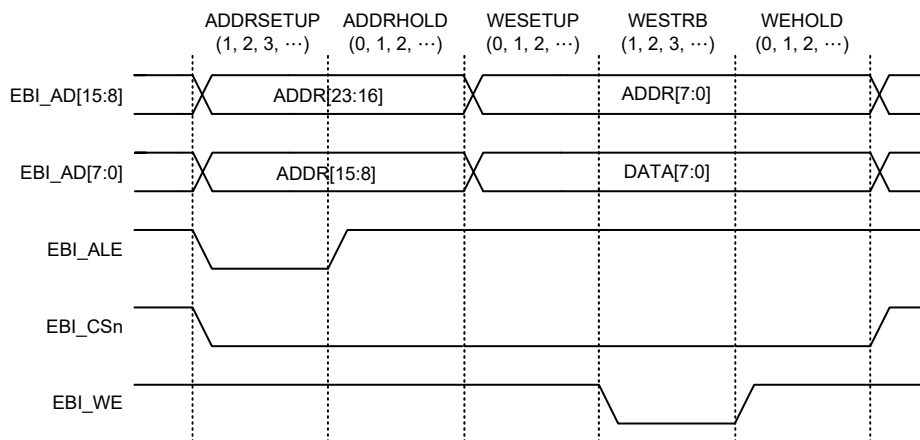 ADDRSETUP ADDRHOLD WESETUP WESTRB WEHOLD
(1, 2, 3, ⋯) (0, 1, 2, ⋯) (0, 1, 2, ⋯) (1, 2, 3, ⋯) (0, 1, 2, ⋯)
EBI_AD[15:8] ADDR[23:16] ADDR[7:0]
EBI_AD[7:0] ADDR[15:8] DATA[7:0]
EBI_ALE
EBI_CSn
EBI_WE